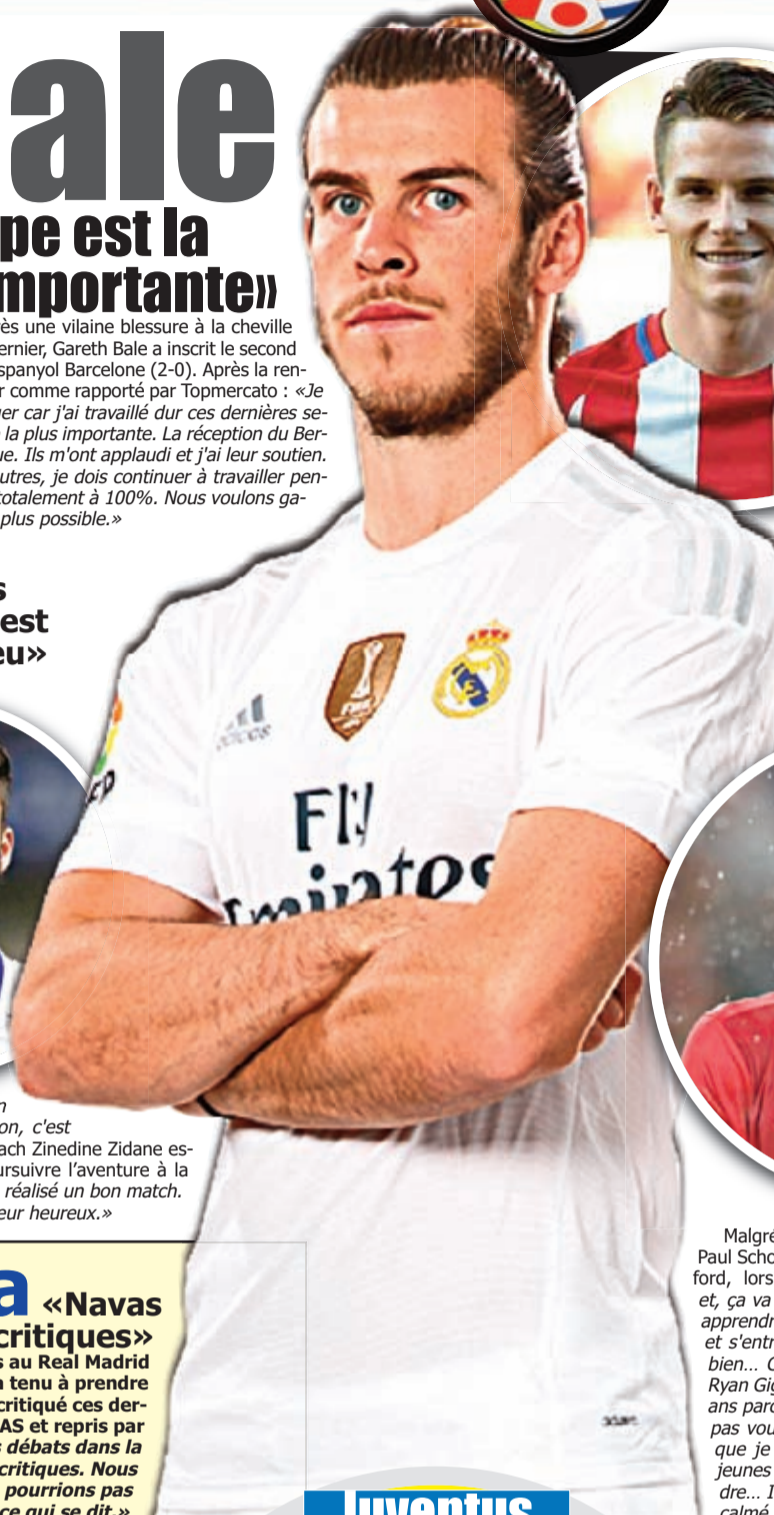 ale
pe est la
mportante»
rès une vilaine blessure à la cheville
ernier, Gareth Bale a inscrit le second
spanyol Barcelone (2-0). Après la ren-
r comme rapporté par Topmercato : «Je
er car j'ai travaillé dur ces dernières se-
la plus importante. La réception du Ber-
ue. Ils m'ont applaudi et j'ai leur soutien.
utres, je dois continuer à travailler pen-
totalement à 100%. Nous voulons ga-
plus possible.»
s
est
eu»
adidas
Fly
Emirates
n
on, c'est
ach Zinedine Zidane es-
ursuivre l'aventure à la
réalisé un bon match.
eur heureux.»
a «Navas
critiques»
s au Real Madrid
n tenu à prendre
critiqué ces der-
AS et repris par
s débats dans la
critiques. Nous
pourrions pas
ce qui se dit.»
Malgré
Paul Scho
ford, lors
et, ça va
apprendr
et s'entr
bien... C
Ryan Gig
ans parc
pas vou
que je
jeunes
dre... I
calmé
adidas
Juventus